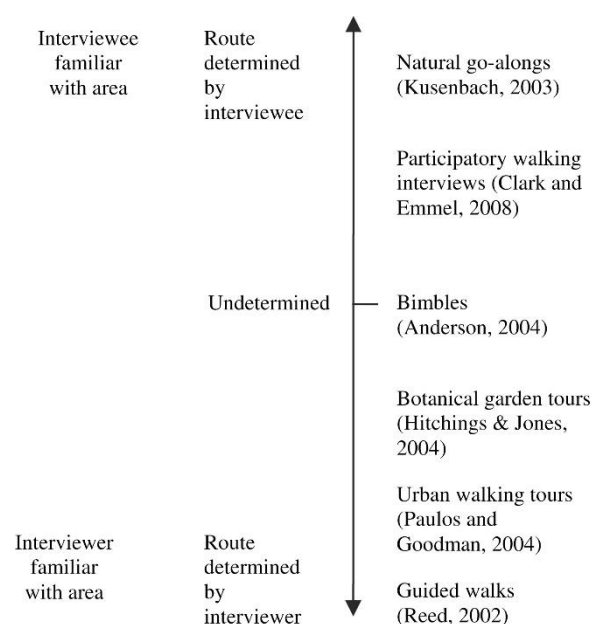 Interviewee
familiar
with area
Route
determined
by
interviewee
Natural go-alongs
(Kusenbach, 2003)
Participatory walking
interviews (Clark and
Emmel, 2008)
Undetermined
Bimbles
(Anderson, 2004)
Botanical garden tours
(Hitchings & Jones,
2004)
Urban walking tours
(Paulos and
Goodman, 2004)
Interviewer
familiar
with area
Route
determined
by
interviewer
Guided walks
(Reed, 2002)